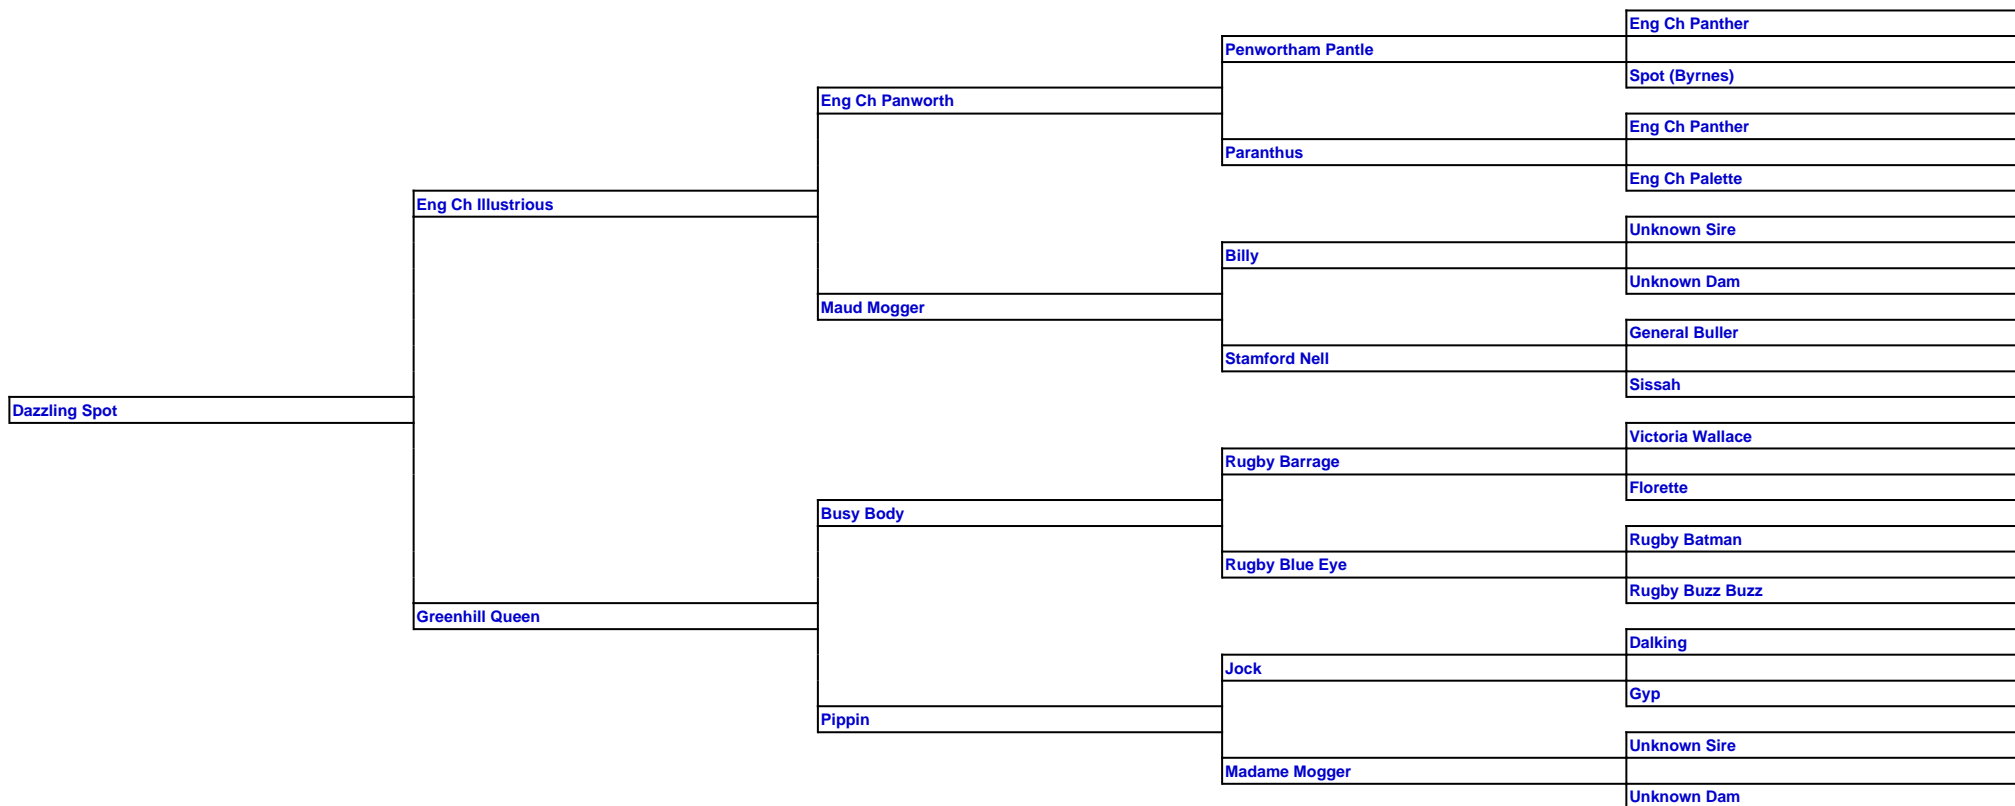 Eng Ch Panther
Penwortham Pantle
Spot (Byrnes)
Eng Ch Panworth
Eng Ch Panther
Paranthus
Eng Ch Palette
Eng Ch Illustrious
Unknown Sire
Billy
Unknown Dam
Maud Mogger
General Buller
Stamford Nell
Sissah
Dazzling Spot
Victoria Wallace
Rugby Barrage
Florette
Busy Body
Rugby Batman
Rugby Blue Eye
Rugby Buzz Buzz
Greenhill Queen
Dalking
Jock
Gyp
Pippin
Unknown Sire
Madame Mogger
Unknown Dam